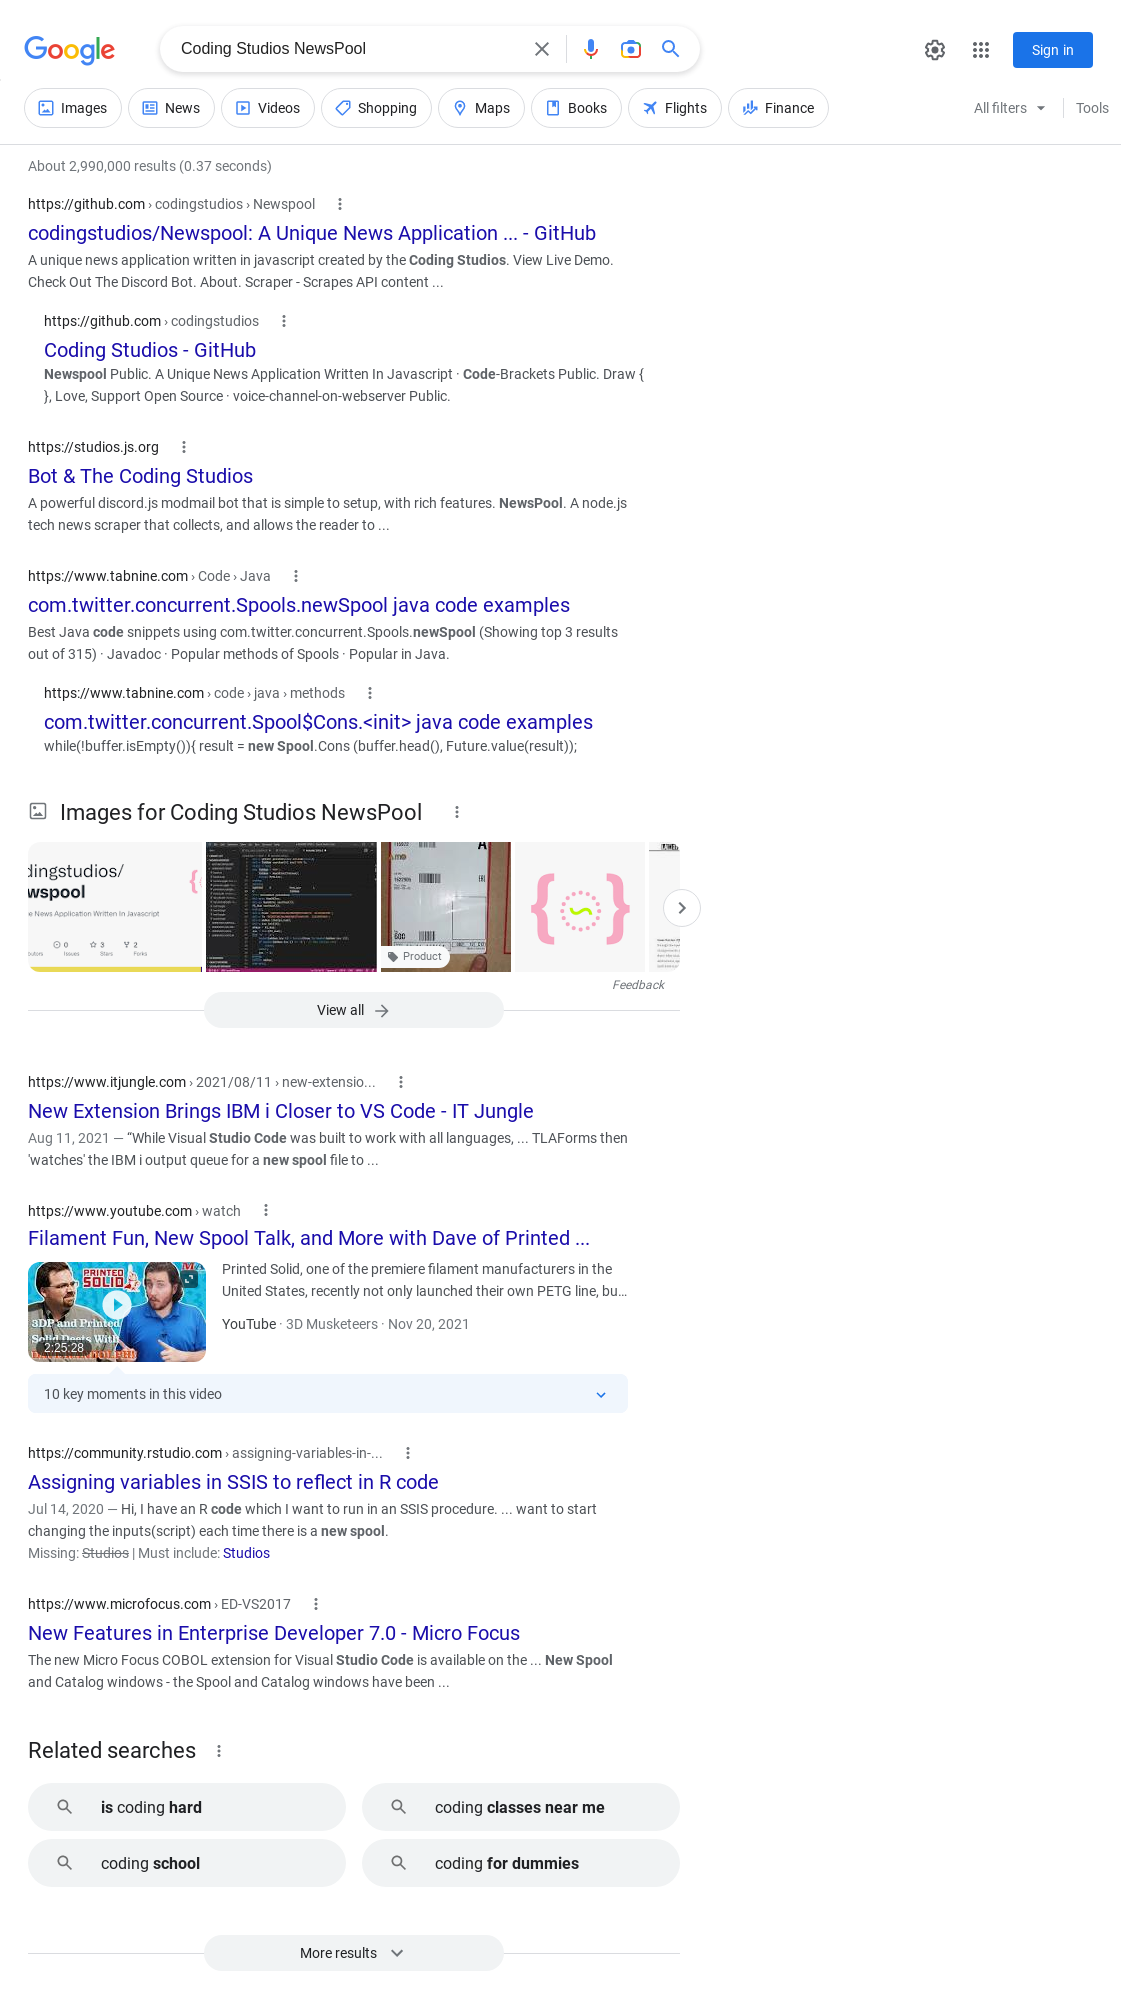 Google
Coding Studios NewsPool
Sign in
Images
News
Videos
Shopping
Maps
Books
Flights
Finance
All filters
Tools
About 2,990,000 results (0.37 seconds)
https://github.com › codingstudios › Newspool
codingstudios/Newspool: A Unique News Application ... - GitHub
A unique news application written in javascript created by the Coding Studios. View Live Demo.
Check Out The Discord Bot. About. Scraper - Scrapes API content ...
https://github.com › codingstudios
Coding Studios - GitHub
Newspool Public. A Unique News Application Written In Javascript · Code-Brackets Public. Draw {
}, Love, Support Open Source · voice-channel-on-webserver Public.
https://studios.js.org
Bot & The Coding Studios
A powerful discord.js modmail bot that is simple to setup, with rich features. NewsPool. A node.js
tech news scraper that collects, and allows the reader to ...
https://www.tabnine.com › Code › Java
com.twitter.concurrent.Spools.newSpool java code examples
Best Java code snippets using com.twitter.concurrent.Spools.newSpool (Showing top 3 results
out of 315) · Javadoc · Popular methods of Spools · Popular in Java.
https://www.tabnine.com › code › java › methods
com.twitter.concurrent.Spool$Cons.<init> java code examples
while(!buffer.isEmpty()){ result = new Spool.Cons (buffer.head(), Future.value(result));
Images for Coding Studios NewsPool
dingstudios/
wspool
e News Application Written In Javascript
0 3 2
Issues Stars Forks
Product
Feedback
View all
https://www.itjungle.com › 2021/08/11 › new-extensio...
New Extension Brings IBM i Closer to VS Code - IT Jungle
Aug 11, 2021 — “While Visual Studio Code was built to work with all languages, ... TLAForms then
'watches' the IBM i output queue for a new spool file to ...
https://www.youtube.com › watch
Filament Fun, New Spool Talk, and More with Dave of Printed ...
PRINTED
SOLID
3DP and Printed
Solid Deets With
2:25:28
Printed Solid, one of the premiere filament manufacturers in the
United States, recently not only launched their own PETG line, bu...
YouTube · 3D Musketeers · Nov 20, 2021
10 key moments in this video
https://community.rstudio.com › assigning-variables-in-...
Assigning variables in SSIS to reflect in R code
Jul 14, 2020 — Hi, I have an R code which I want to run in an SSIS procedure. ... want to start
changing the inputs(script) each time there is a new spool.
Missing: Studios | Must include: Studios
https://www.microfocus.com › ED-VS2017
New Features in Enterprise Developer 7.0 - Micro Focus
The new Micro Focus COBOL extension for Visual Studio Code is available on the ... New Spool
and Catalog windows - the Spool and Catalog windows have been ...
Related searches
is coding hard
coding classes near me
coding school
coding for dummies
More results